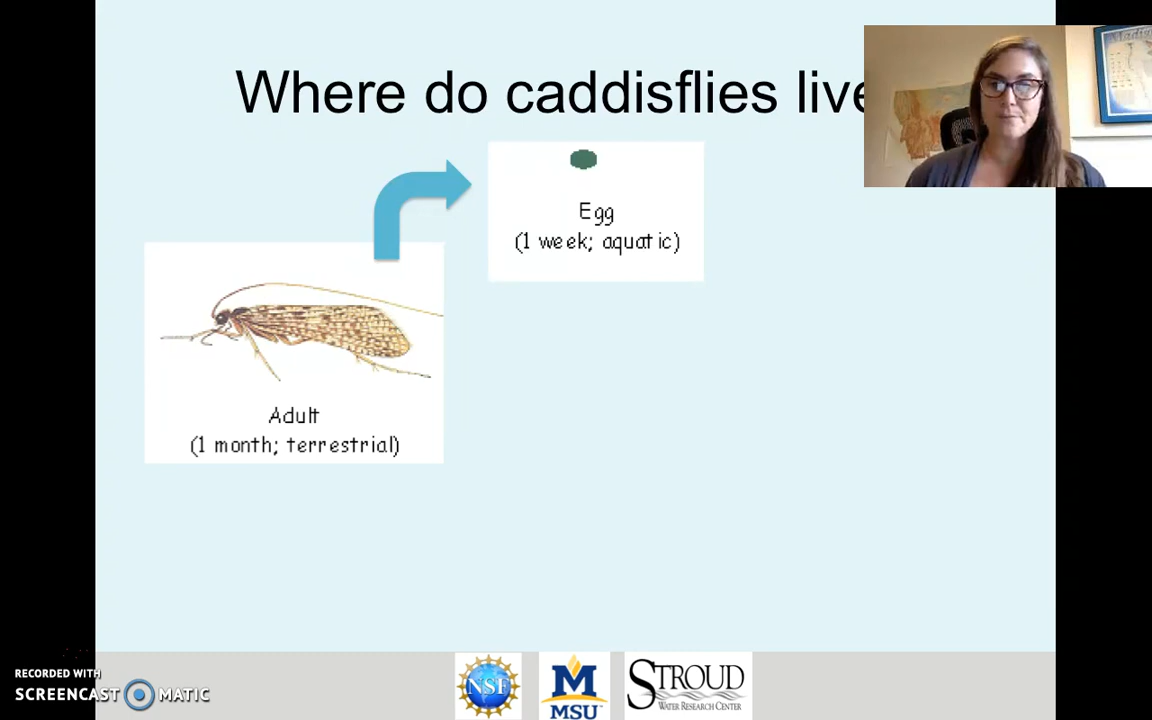 Where do caddisflies live
Egg
(1 week; aquatic)
Adult
(1 month; terrestrial)
RECORDED WITH
SCREENCAST MATIC
NSF
M
MSU
STROUD
WATER RESEARCH CENTER